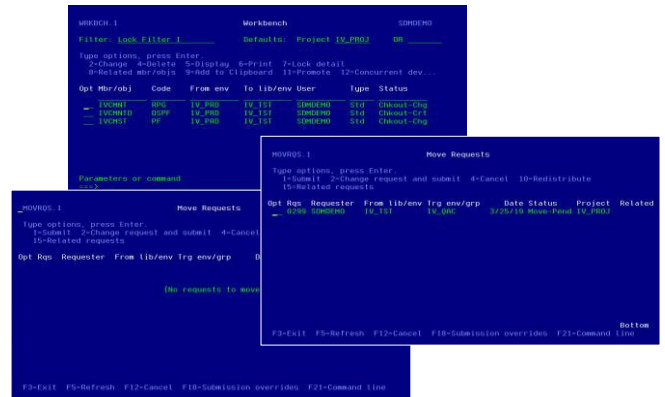 WRKDCH.1 Workbench SDMDEMO
Filter: Lock Filter 1 Defaults: Project IV_PROJ DR
Type options, press Enter.
2=Change 4=Delete 5=Display 6=Print 7=Lock detail
8=Related mbr/objs 9=Add to Clipboard 11=Promote 12=Concurrent dev...
Opt Mbr/obj Code From env To lib/env User Type Status
IVCMNT RPG IV_PRD IV_TST SDMDEMO Std Chkout-Chg
IVCMNTD DSPF IV_PRD IV_TST SDMDEMO Std Chkout-Crt
IVCMST PF IV_PRD IV_TST SDMDEMO Std Chkout-Chg
Parameters or command
===>
MOVRQS.1 Move Requests
Type options, press Enter.
1=Submit 2=Change request and submit 4=Cancel 10=Redistribute
15=Related requests
Opt Rqs Requester From lib/env Trg env/grp Date Status Project Related
0299 SDMDEMO IV_TST IV_QAC 3/25/19 Move-Pend IV_PROJ
Bottom
F3=Exit F5=Refresh F12=Cancel F18=Submission overrides F21=Command line
MOVRQS.1 Move Requests
Type options, press Enter.
1=Submit 2=Change request and submit 4=Cancel
15=Related requests
Opt Rqs Requester From lib/env Trg env/grp D
(No requests to move
F3=Exit F5=Refresh F12=Cancel F18=Submission overrides F21=Command line